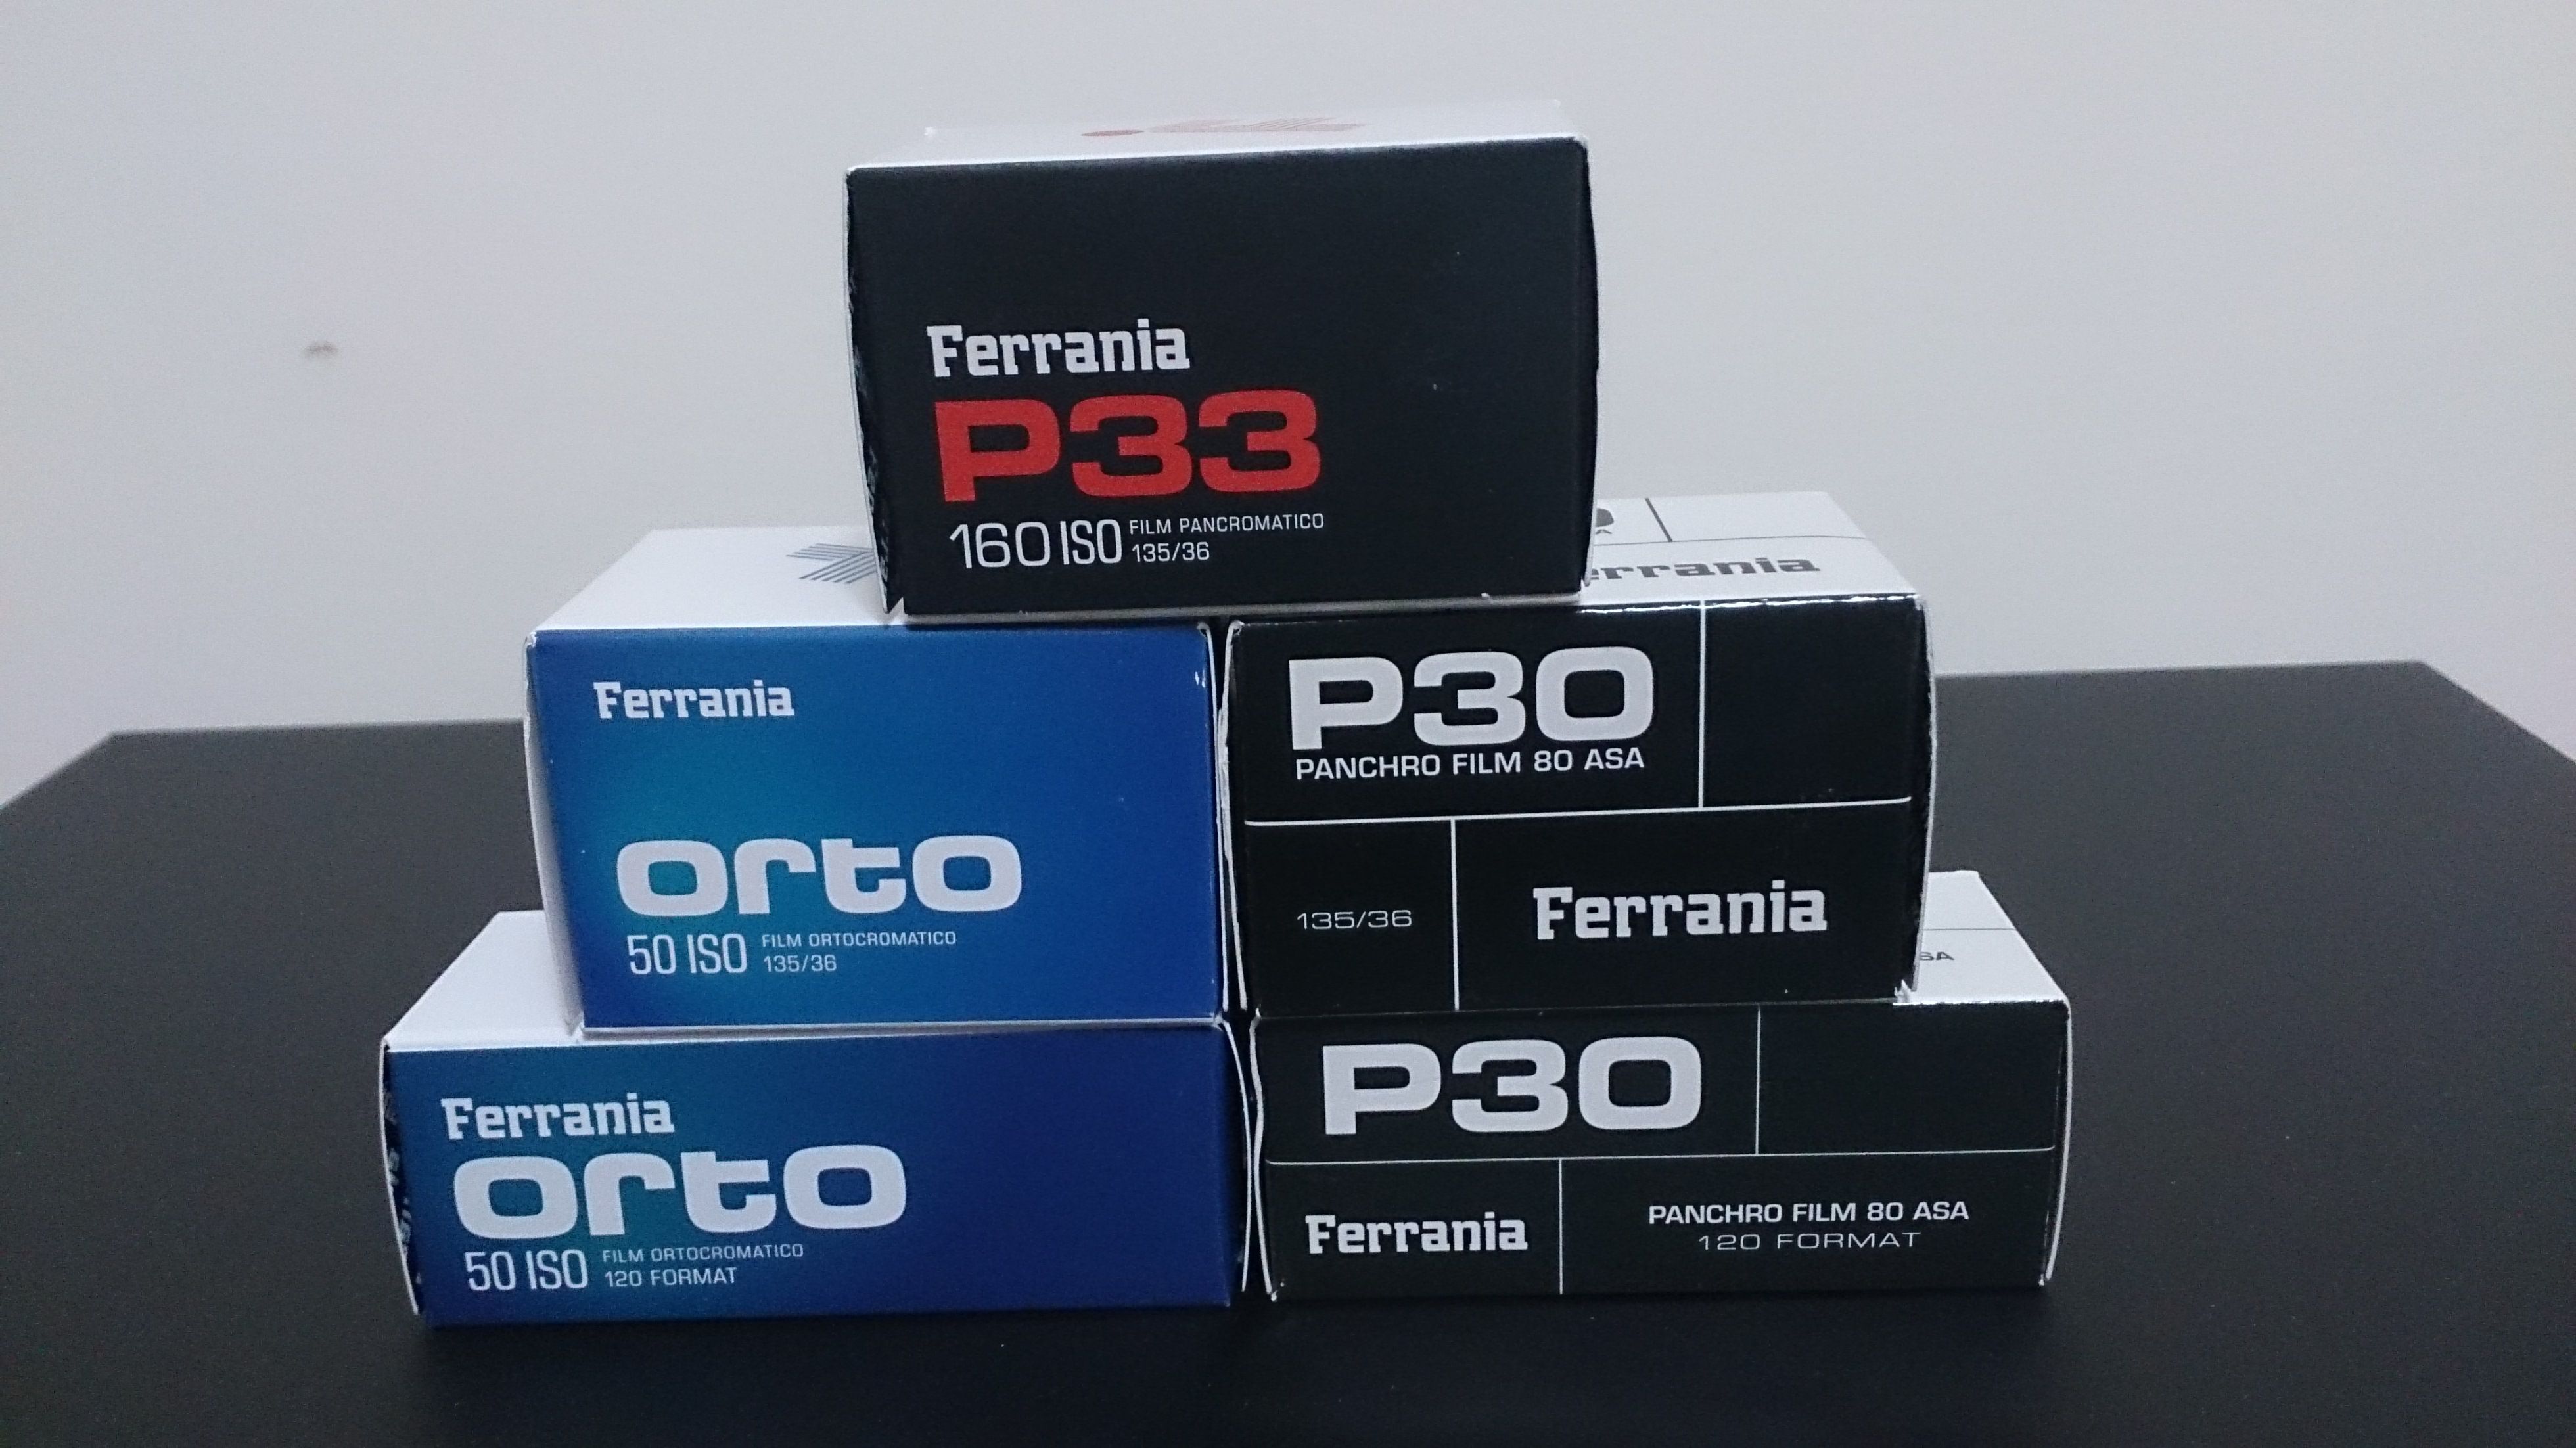 Ferrania
P33
160 ISO FILM PANCROMATICO
135/36
Ferrania
orto
50 ISO FILM ORTOCROMATICO
135/36
P30
PANCHRO FILM 80 ASA
135/36
Ferrania
Ferrania
orto
50 ISO FILM ORTOCROMATICO
120 FORMAT
P30
Ferrania
PANCHRO FILM 80 ASA
120 FORMAT